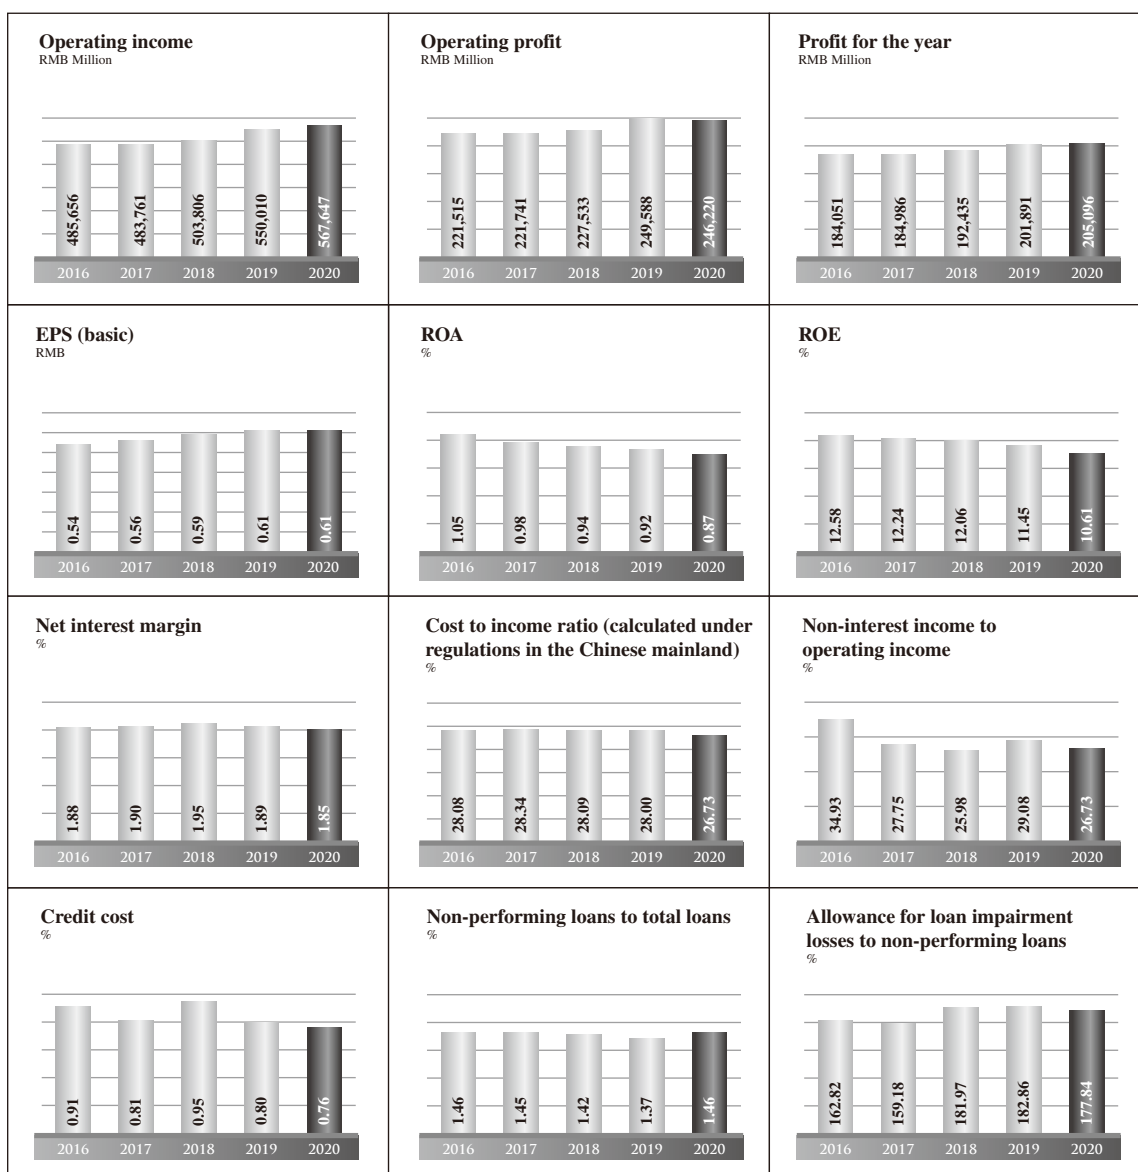 Operating income
RMB Million
485,656
483,761
503,806
550,010
567,647
2016 2017 2018 2019 2020
Operating profit
RMB Million
221,515
221,741
227,533
249,588
246,220
2016 2017 2018 2019 2020
Profit for the year
RMB Million
184,051
184,986
192,435
201,891
205,096
2016 2017 2018 2019 2020
EPS (basic)
RMB
0.54
0.56
0.59
0.61
0.61
2016 2017 2018 2019 2020
ROA
%
1.05
0.98
0.94
0.92
0.87
2016 2017 2018 2019 2020
ROE
%
12.58
12.24
12.06
11.45
10.61
2016 2017 2018 2019 2020
Net interest margin
%
1.88
1.90
1.95
1.89
1.85
2016 2017 2018 2019 2020
Cost to income ratio (calculated under
regulations in the Chinese mainland)
%
28.08
28.34
28.09
28.00
26.73
2016 2017 2018 2019 2020
Non-interest income to
operating income
%
34.93
27.75
25.98
29.08
26.73
2016 2017 2018 2019 2020
Credit cost
%
0.91
0.81
0.95
0.80
0.76
2016 2017 2018 2019 2020
Non-performing loans to total loans
%
1.46
1.45
1.42
1.37
1.46
2016 2017 2018 2019 2020
Allowance for loan impairment
losses to non-performing loans
%
162.82
159.18
181.97
182.86
177.84
2016 2017 2018 2019 2020